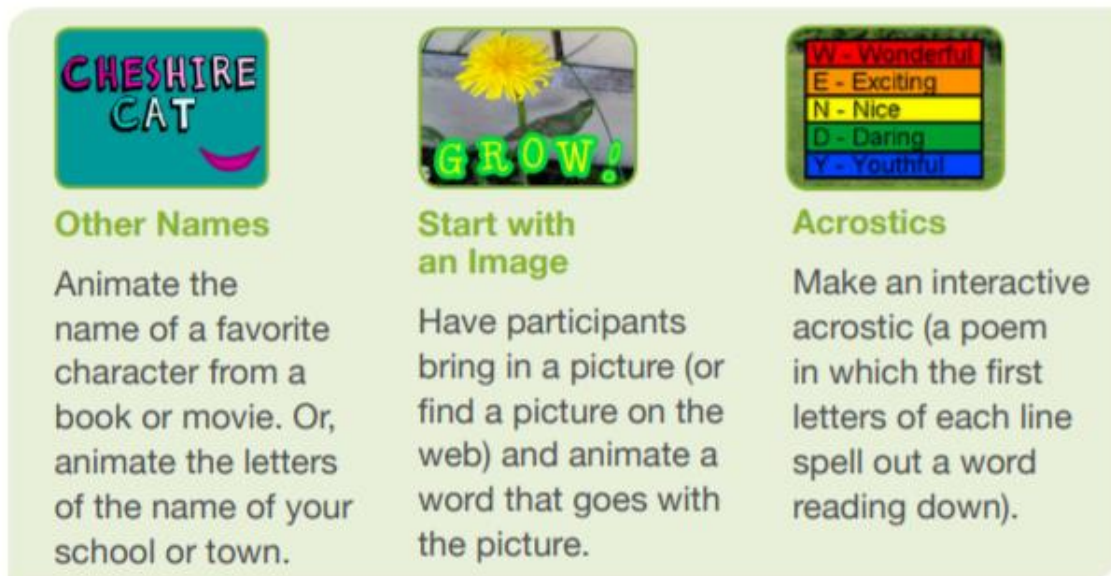 CHESHIRE
CAT
Other Names
Animate the
name of a favorite
character from a
book or movie. Or,
animate the letters
of the name of your
school or town.
GROW!
Start with
an Image
Have participants
bring in a picture (or
find a picture on the
web) and animate a
word that goes with
the picture.
W - Wonderful
E - Exciting
N - Nice
D - Daring
Y - Youthful
Acrostics
Make an interactive
acrostic (a poem
in which the first
letters of each line
spell out a word
reading down).